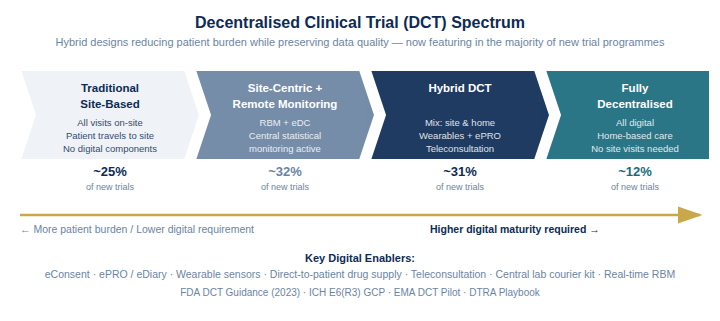 Decentralised Clinical Trial (DCT) Spectrum
Hybrid designs reducing patient burden while preserving data quality — now featuring in the majority of new trial programmes
Traditional
Site-Based
All visits on-site
Patient travels to site
No digital components
~25%
of new trials
Site-Centric +
Remote Monitoring
RBM + eDC
Central statistical
monitoring active
~32%
of new trials
Hybrid DCT
Mix: site & home
Wearables + ePRO
Teleconsultation
~31%
of new trials
Fully
Decentralised
All digital
Home-based care
No site visits needed
~12%
of new trials
← More patient burden / Lower digital requirement
Higher digital maturity required →
Key Digital Enablers:
eConsent · ePRO / eDiary · Wearable sensors · Direct-to-patient drug supply · Teleconsultation · Central lab courier kit · Real-time RBM
FDA DCT Guidance (2023) · ICH E6(R3) GCP · EMA DCT Pilot · DTRA Playbook